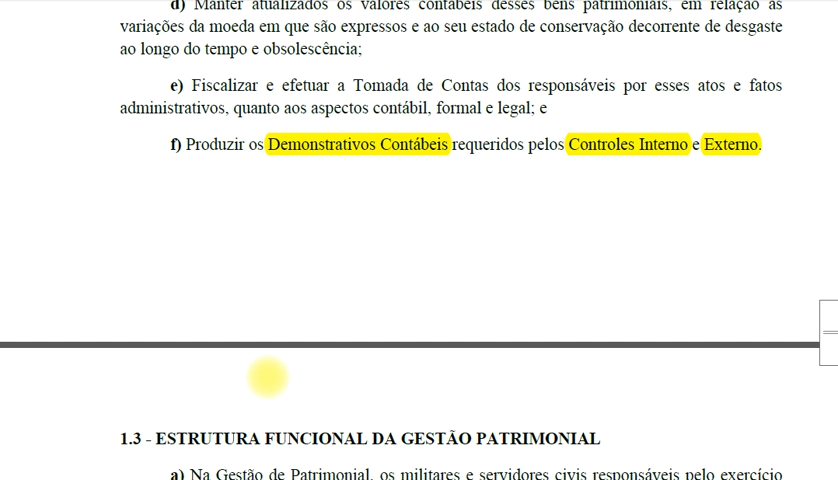 d) Manter atualizados os valores contábeis desses bens patrimoniais, em relação às
variações da moeda em que são expressos e ao seu estado de conservação decorrente de desgaste
ao longo do tempo e obsolescência;
e) Fiscalizar e efetuar a Tomada de Contas dos responsáveis por esses atos e fatos
administrativos, quanto aos aspectos contábil, formal e legal; e
f) Produzir os Demonstrativos Contábeis requeridos pelos Controles Interno e Externo.
1.3 - ESTRUTURA FUNCIONAL DA GESTÃO PATRIMONIAL
a) Na Gestão de Patrimonial, os militares e servidores civis responsáveis pelo exercício